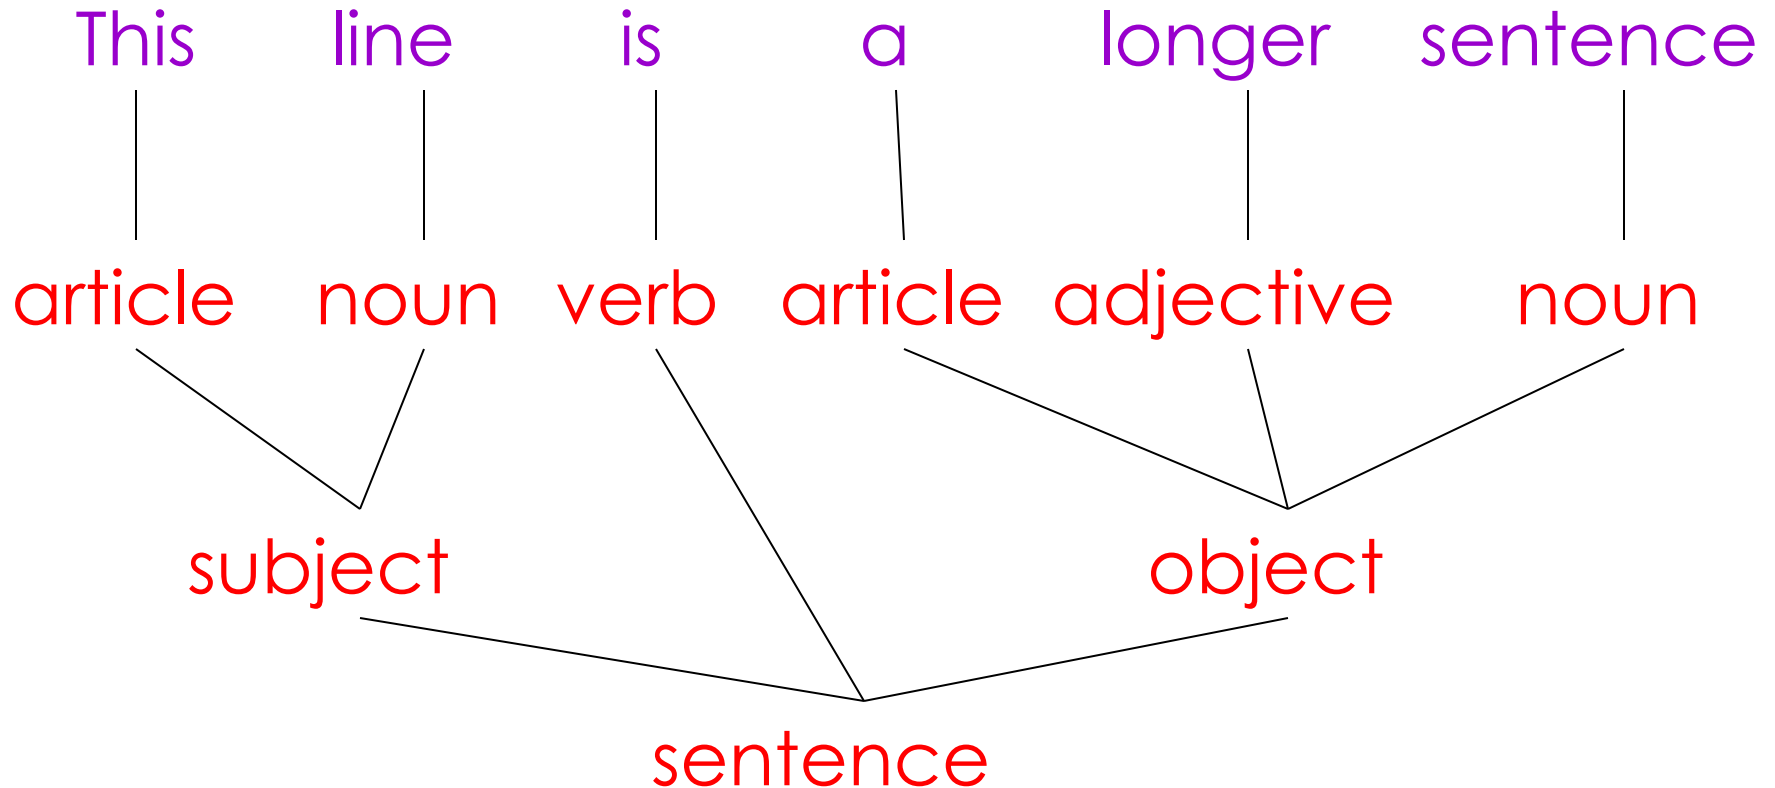 This line is a longer sentence
article noun verb article adjective noun
subject object
sentence